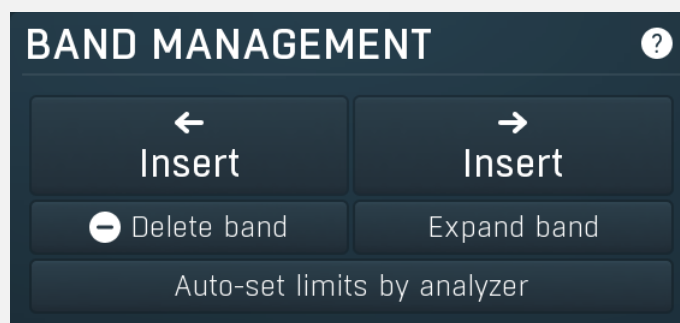 BAND MANAGEMENT ?
← →
Insert Insert
Delete band Expand band
Auto-set limits by analyzer